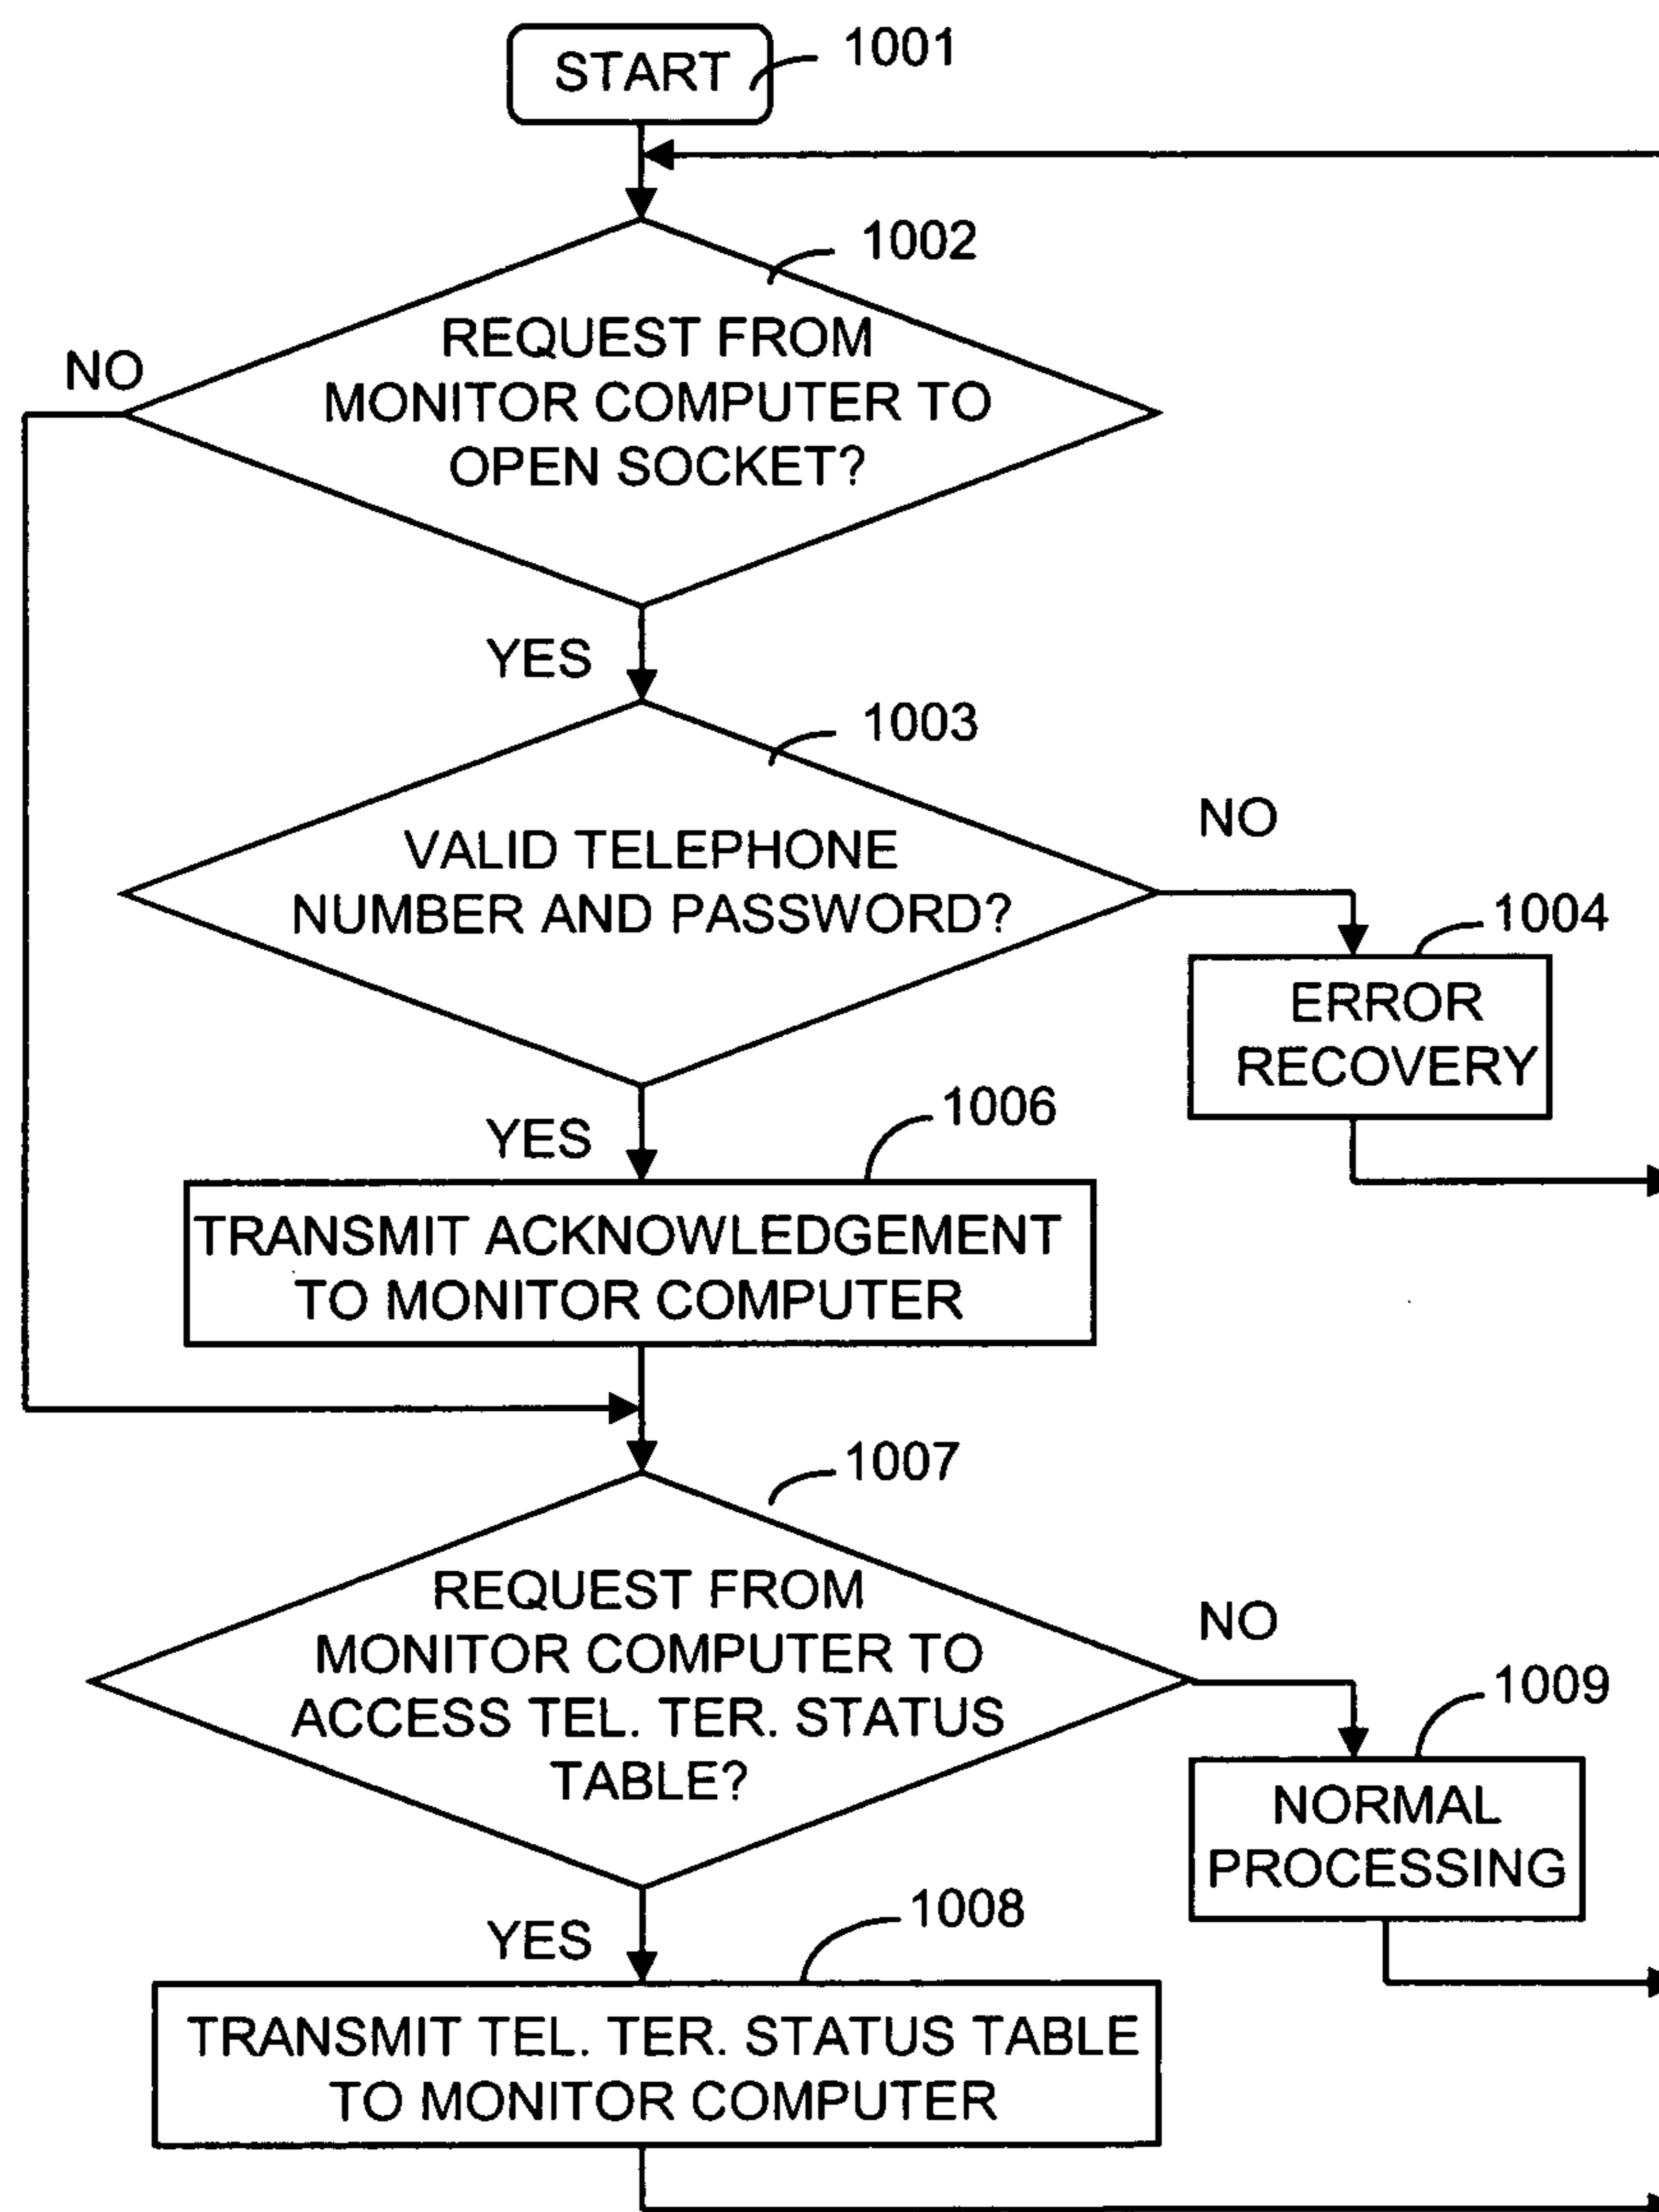 START
1001
1002
REQUEST FROM
MONITOR COMPUTER TO
OPEN SOCKET?
NO
YES
1003
VALID TELEPHONE
NUMBER AND PASSWORD?
NO
1004
ERROR
RECOVERY
YES
1006
TRANSMIT ACKNOWLEDGEMENT
TO MONITOR COMPUTER
1007
REQUEST FROM
MONITOR COMPUTER TO
ACCESS TEL. TER. STATUS
TABLE?
NO
1009
NORMAL
PROCESSING
YES
1008
TRANSMIT TEL. TER. STATUS TABLE
TO MONITOR COMPUTER